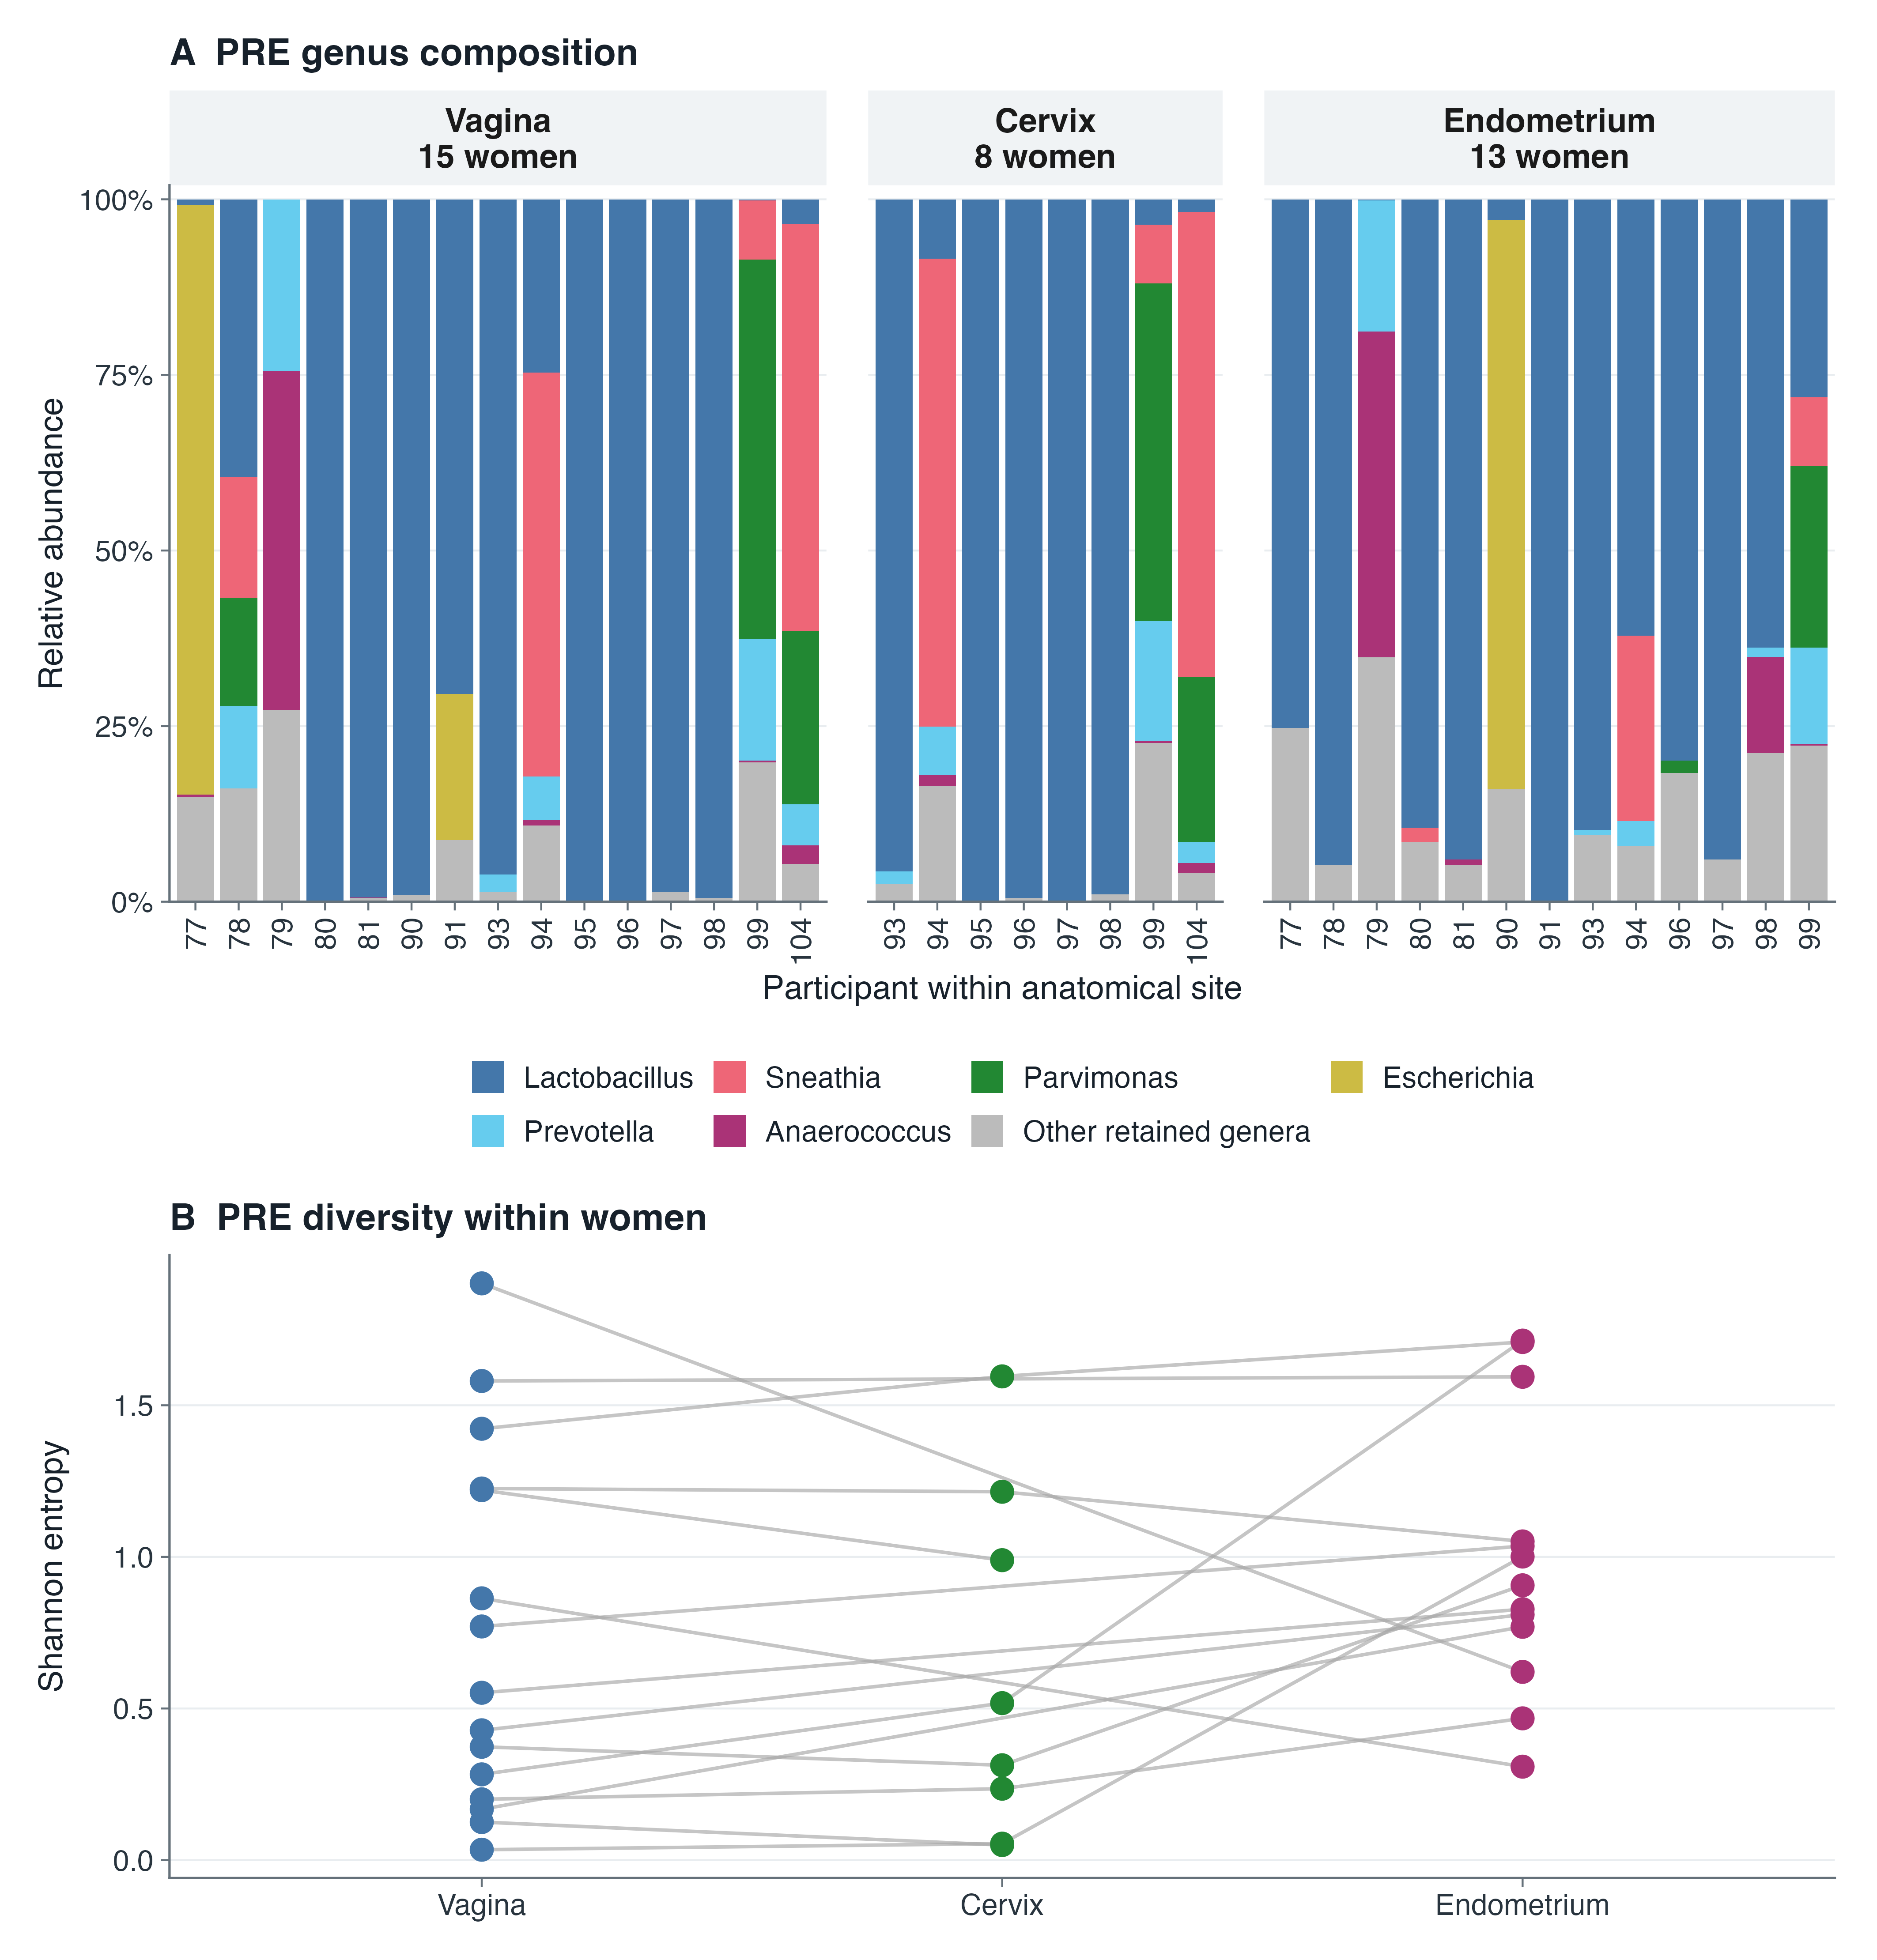 A PRE genus composition
Vagina
15 women
Cervix
8 women
Endometrium
13 women
100%
75%
50%
25%
0%
Relative abundance
77 78 79 80 81 90 91 93 94 95 96 97 98 99 104
93 94 95 96 97 98 99 104
77 78 79 80 81 90 91 93 94 96 97 98 99
Participant within anatomical site
Lactobacillus Sneathia Parvimonas Escherichia
Prevotella Anaerococcus Other retained genera
B PRE diversity within women
1.5
1.0
0.5
0.0
Shannon entropy
Vagina Cervix Endometrium